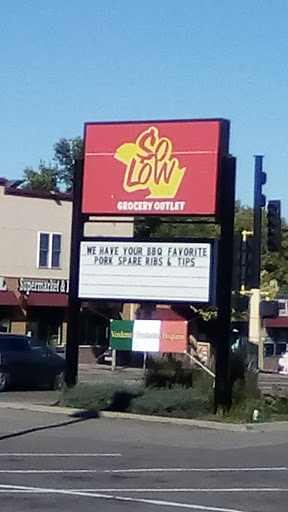 SO
LOW
GROCERY OUTLET
WE HAVE YOUR BBQ FAVORITE
PORK SPARE RIBS & TIPS
Supermarket &